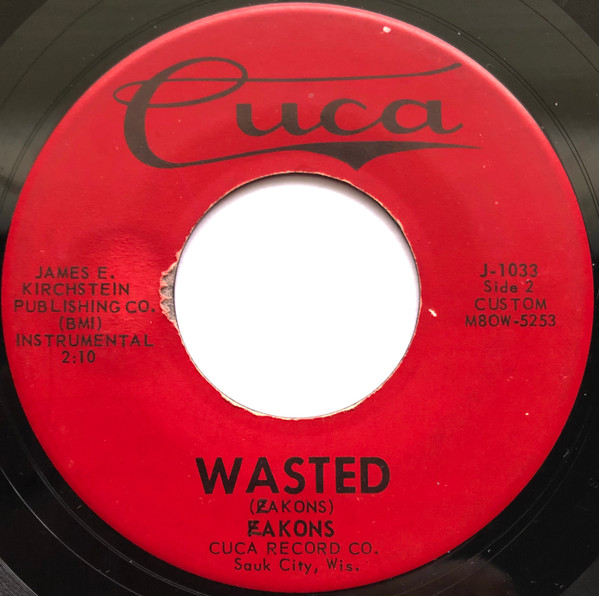 Cuca
JAMES E.
KIRCHSTEIN
PUBLISHING CO.
(BMI)
INSTRUMENTAL
2:10
J-1033
Side 2
CUSTOM
M8OW-5253
WASTED
(ZAKONS)
ZAKONS
CUCA RECORD CO.
Sauk City, Wis.